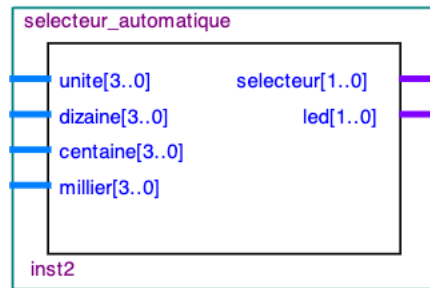 selecteur_automatique
unite[3..0] selecteur[1..0]
dizaine[3..0] led[1..0]
centaine[3..0]
millier[3..0]
inst2